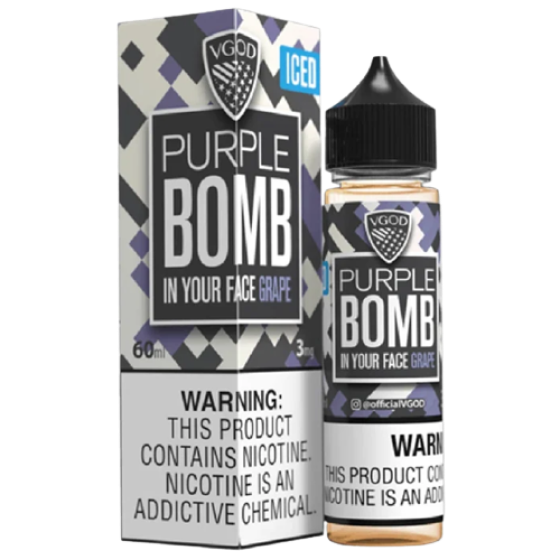 VGOD
ICED
PURPLE
BOMB
IN YOUR FACE GRAPE
60ml
3mg
WARNING:
THIS PRODUCT
CONTAINS NICOTINE.
NICOTINE IS AN
ADDICTIVE CHEMICAL.
VGOD
PURPLE
BOMB
IN YOUR FACE GRAPE
@officialVGOD
WARN
THIS PRODUCT CON
NICOTINE IS AN ADD